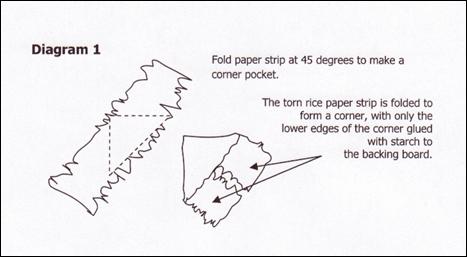 Diagram 1
Fold paper strip at 45 degrees to make a
corner pocket.
The torn rice paper strip is folded to
form a corner, with only the
lower edges of the corner glued
with starch to
the backing board.